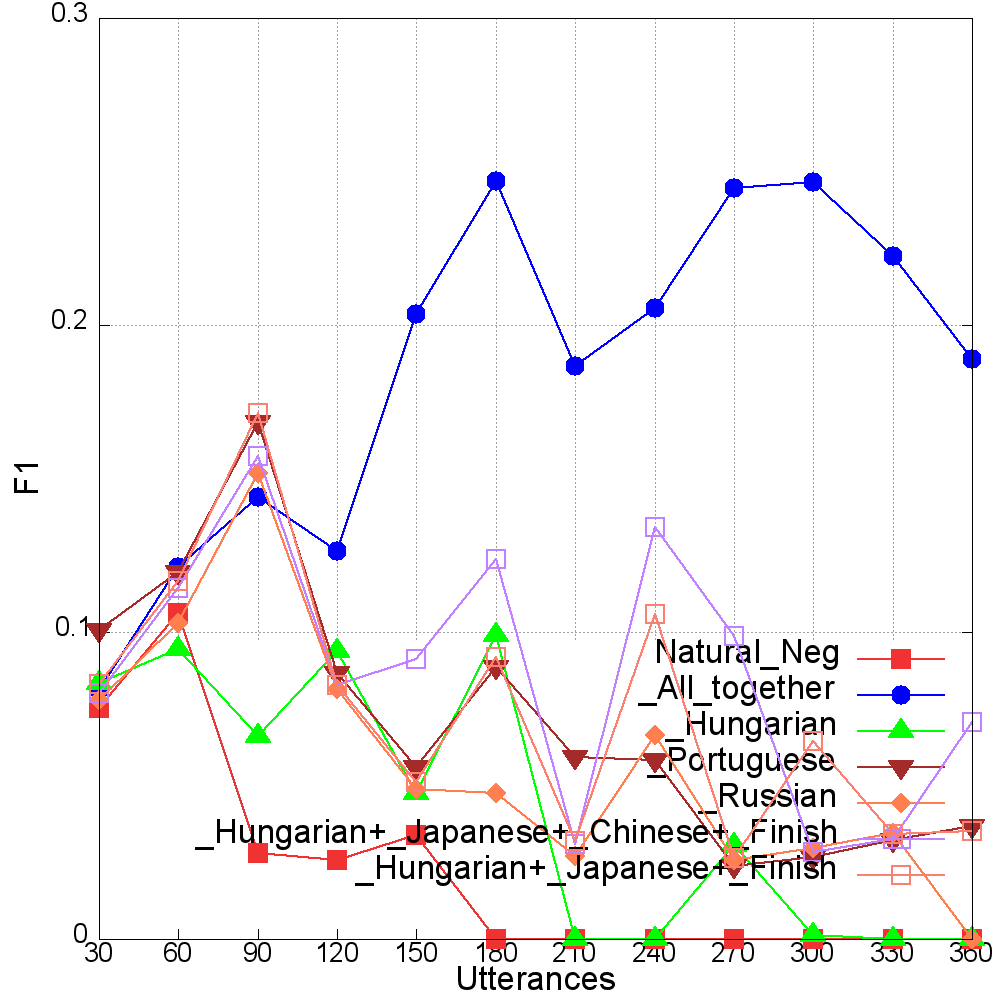 0.3
0.2
0.1
0
F1
Natural_Neg
_All_together
_Hungarian
_Portuguese
_Russian
_Hungarian+_Japanese+_Chinese+_Finish
_Hungarian+_Japanese+_Finish
30 60 90 120 150 180 210 240 270 300 330 360
Utterances